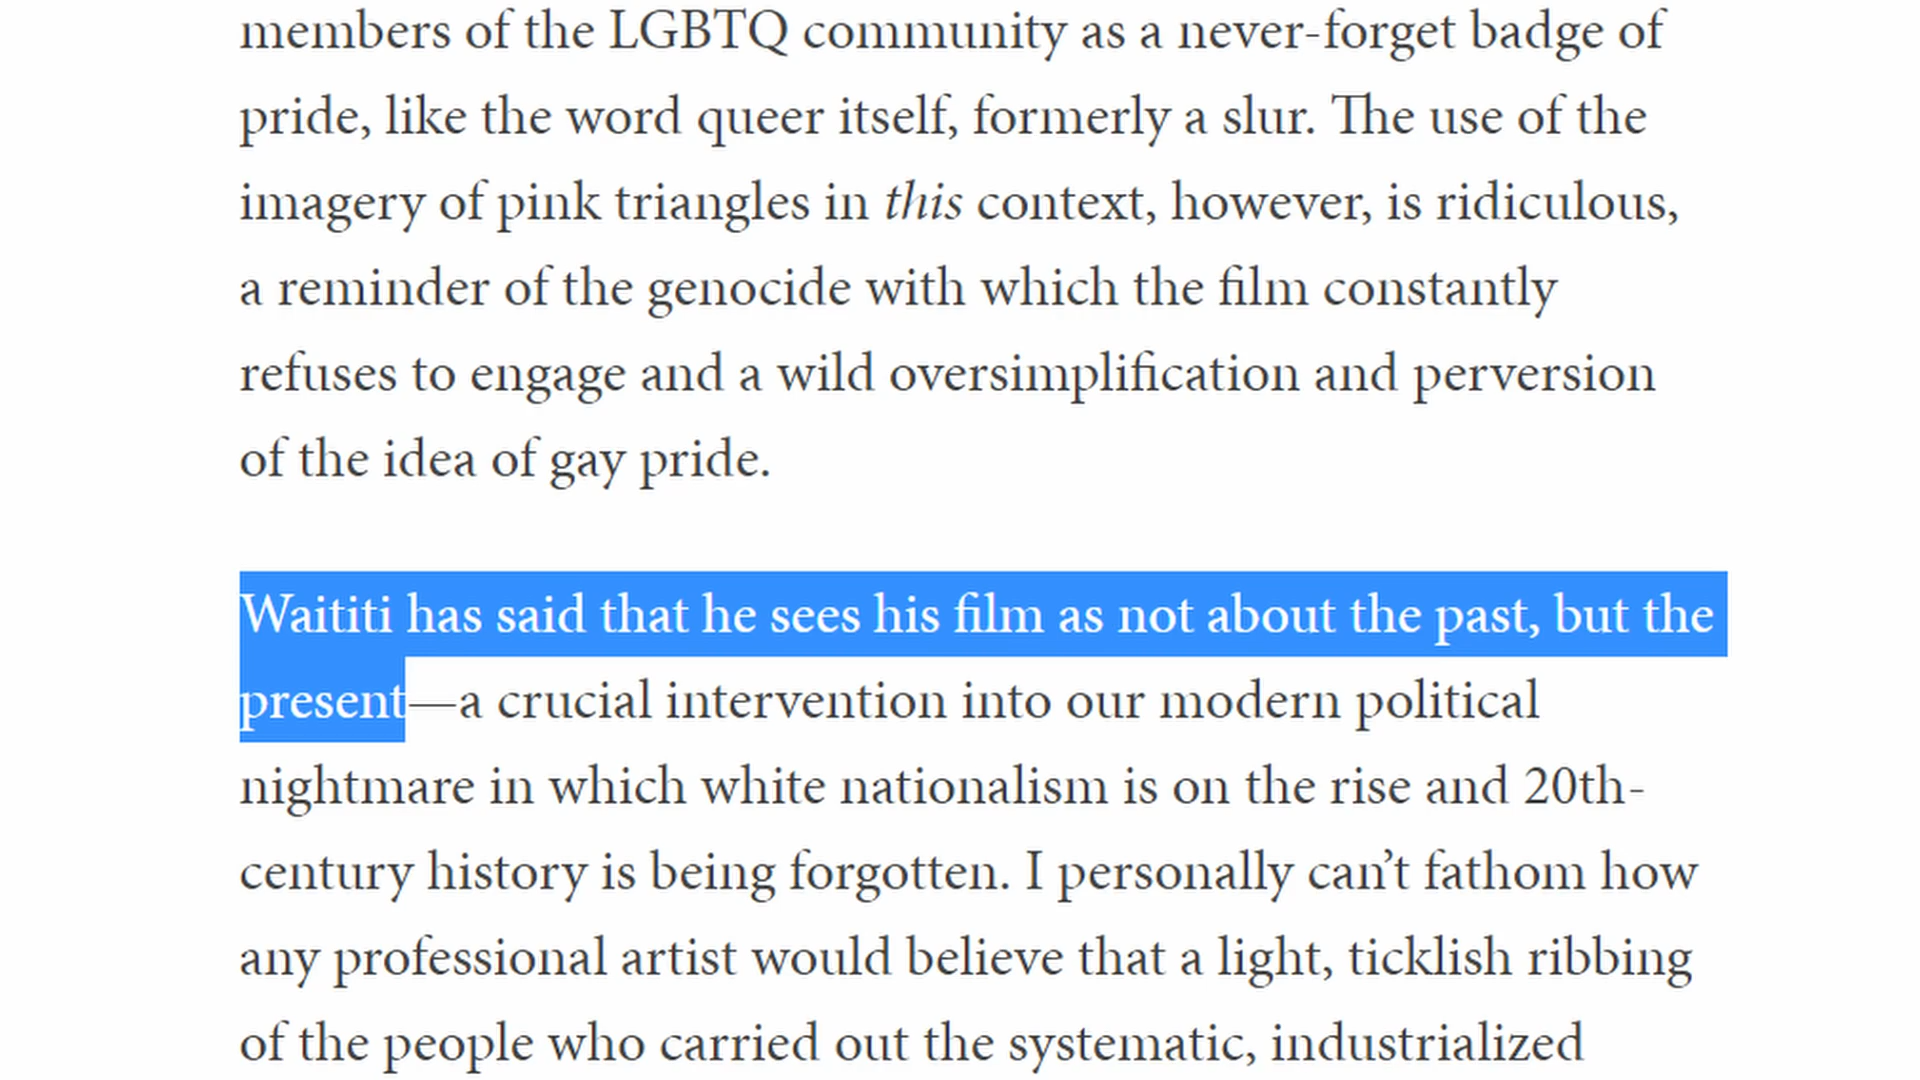 members of the LGBTQ community as a never-forget badge of
pride, like the word queer itself, formerly a slur. The use of the
imagery of pink triangles in this context, however, is ridiculous,
a reminder of the genocide with which the film constantly
refuses to engage and a wild oversimplification and perversion
of the idea of gay pride.
Waititi has said that he sees his film as not about the past, but the
present—a crucial intervention into our modern political
nightmare in which white nationalism is on the rise and 20th-
century history is being forgotten. I personally can’t fathom how
any professional artist would believe that a light, ticklish ribbing
of the people who carried out the systematic, industrialized